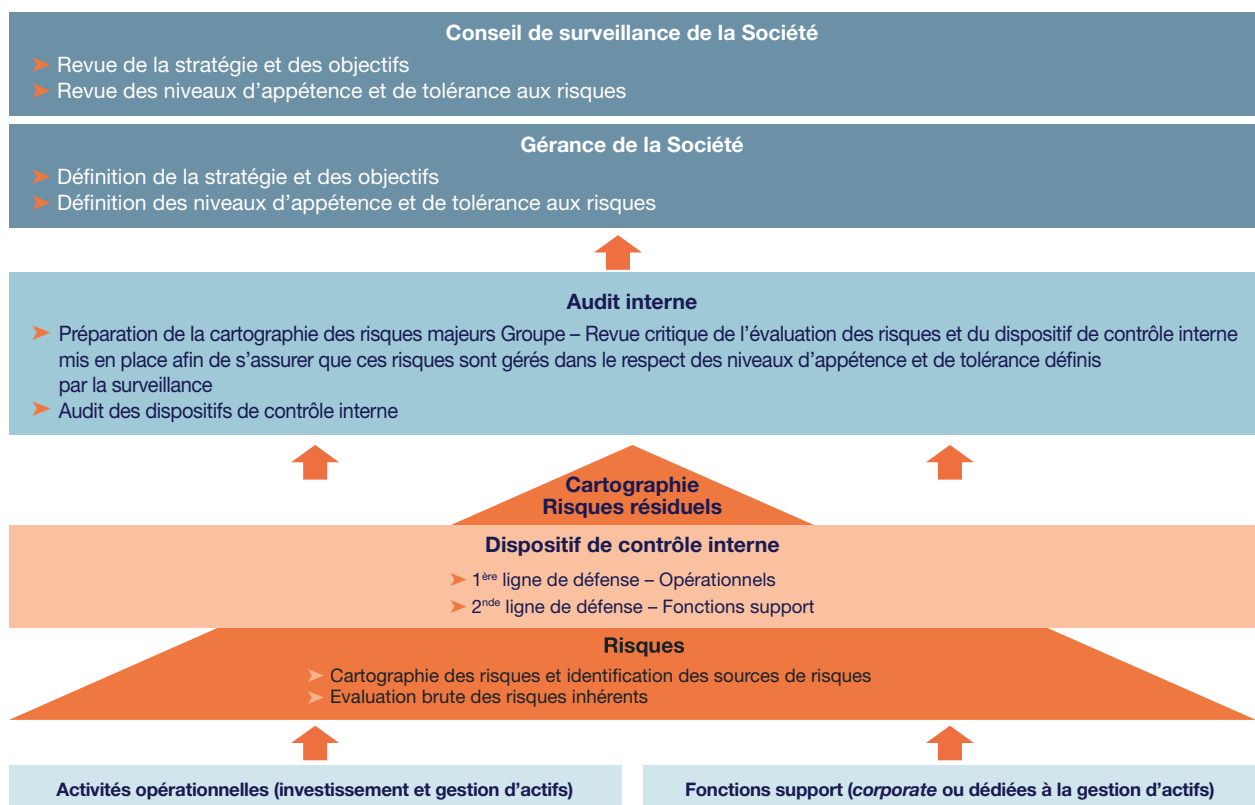 Conseil de surveillance de la Société
➤ Revue de la stratégie et des objectifs
➤ Revue des niveaux d'appétence et de tolérance aux risques
Gérance de la Société
➤ Définition de la stratégie et des objectifs
➤ Définition des niveaux d'appétence et de tolérance aux risques
Audit interne
➤ Préparation de la cartographie des risques majeurs Groupe – Revue critique de l'évaluation des risques et du dispositif de contrôle interne
mis en place afin de s'assurer que ces risques sont gérés dans le respect des niveaux d'appétence et de tolérance définis
par la surveillance
➤ Audit des dispositifs de contrôle interne
Cartographie
Risques résiduels
Dispositif de contrôle interne
➤ 1ère ligne de défense – Opérationnels
➤ 2nde ligne de défense – Fonctions support
Risques
➤ Cartographie des risques et identification des sources de risques
➤ Evaluation brute des risques inhérents
Activités opérationnelles (investissement et gestion d'actifs)
Fonctions support (corporate ou dédiées à la gestion d'actifs)